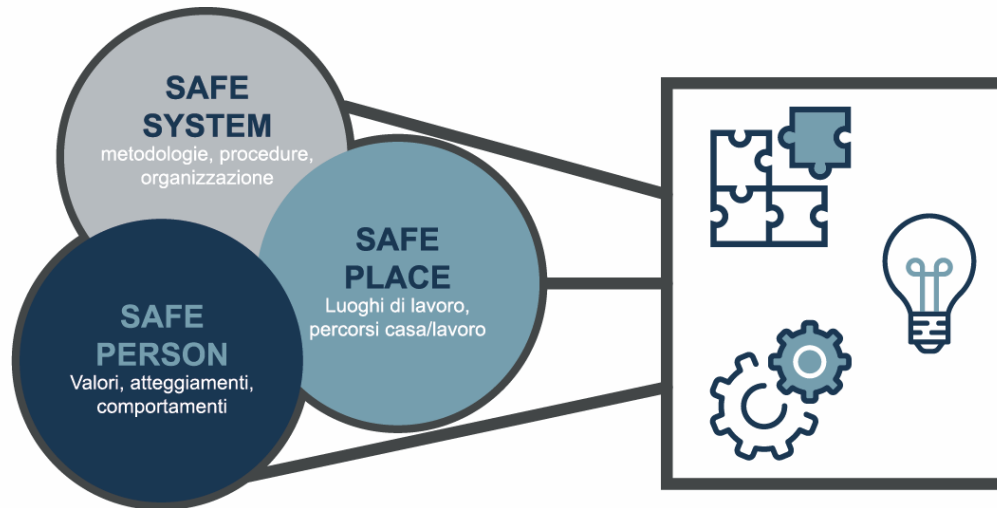 SAFE
SYSTEM
metodologie, procedure,
organizzazione
SAFE
PLACE
Luoghi di lavoro,
percorsi casa/lavoro
SAFE
PERSON
Valori, atteggiamenti,
comportamenti